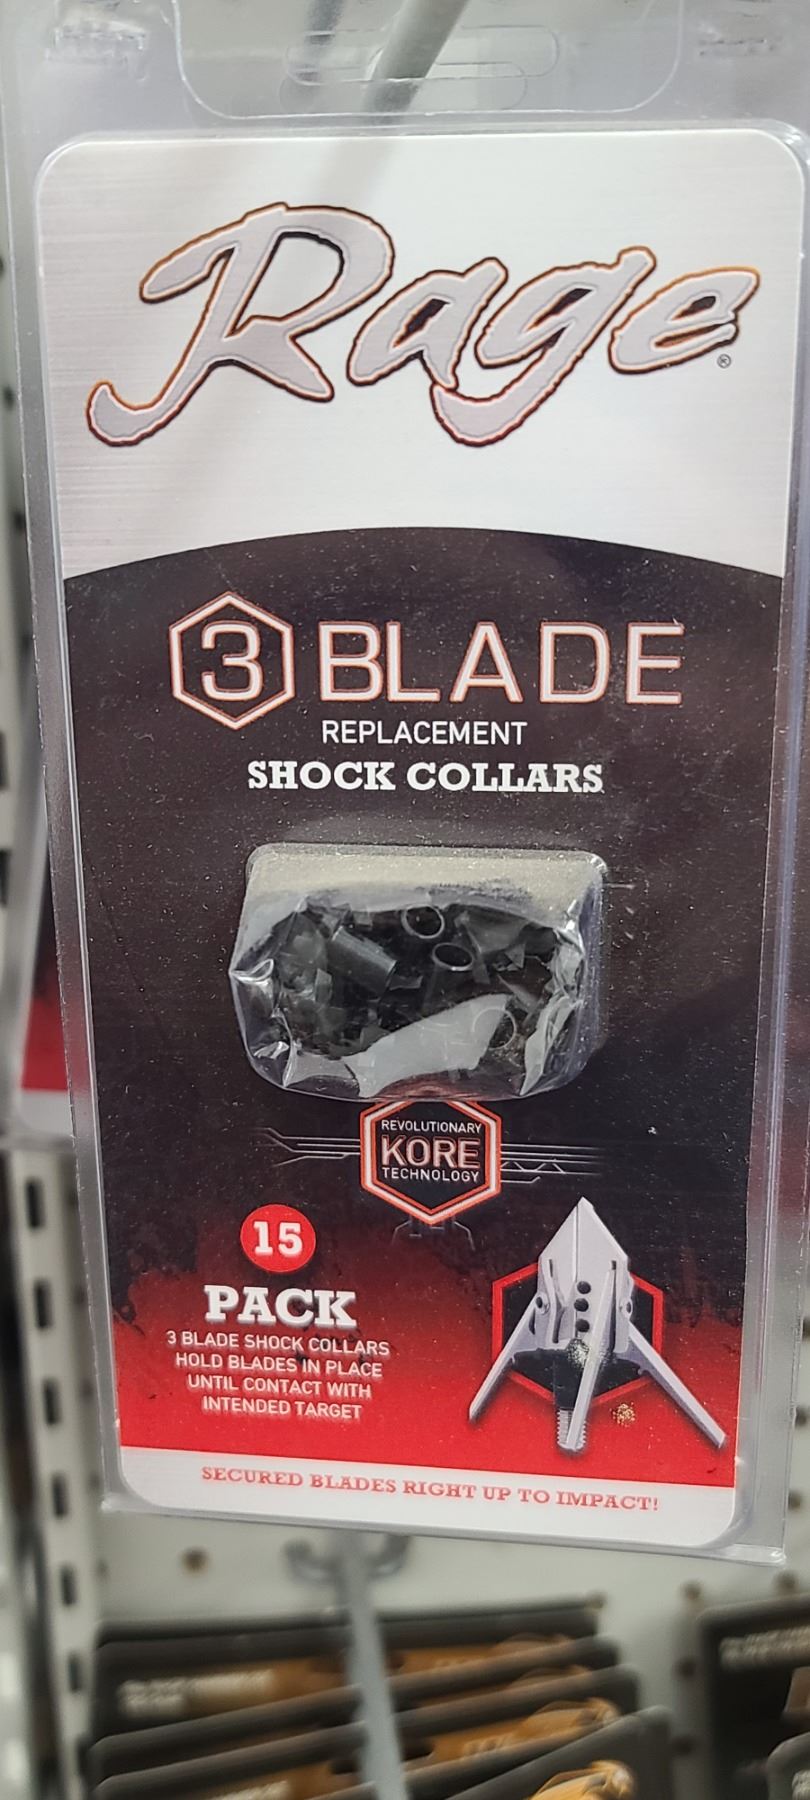 Rage®
3 BLADE
REPLACEMENT
SHOCK COLLARS
REVOLUTIONARY
KORE
TECHNOLOGY
15
PACK
3 BLADE SHOCK COLLARS
HOLD BLADES IN PLACE
UNTIL CONTACT WITH
INTENDED TARGET
SECURED BLADES RIGHT UP TO IMPACT!